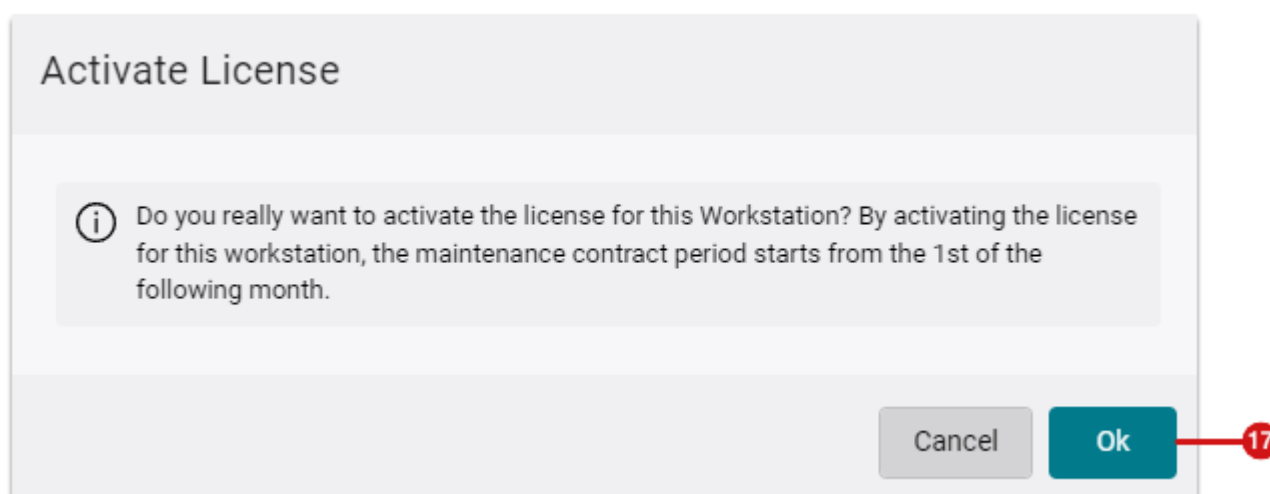 Activate License
Do you really want to activate the license for this Workstation? By activating the license
for this workstation, the maintenance contract period starts from the 1st of the
following month.
Cancel
Ok
17